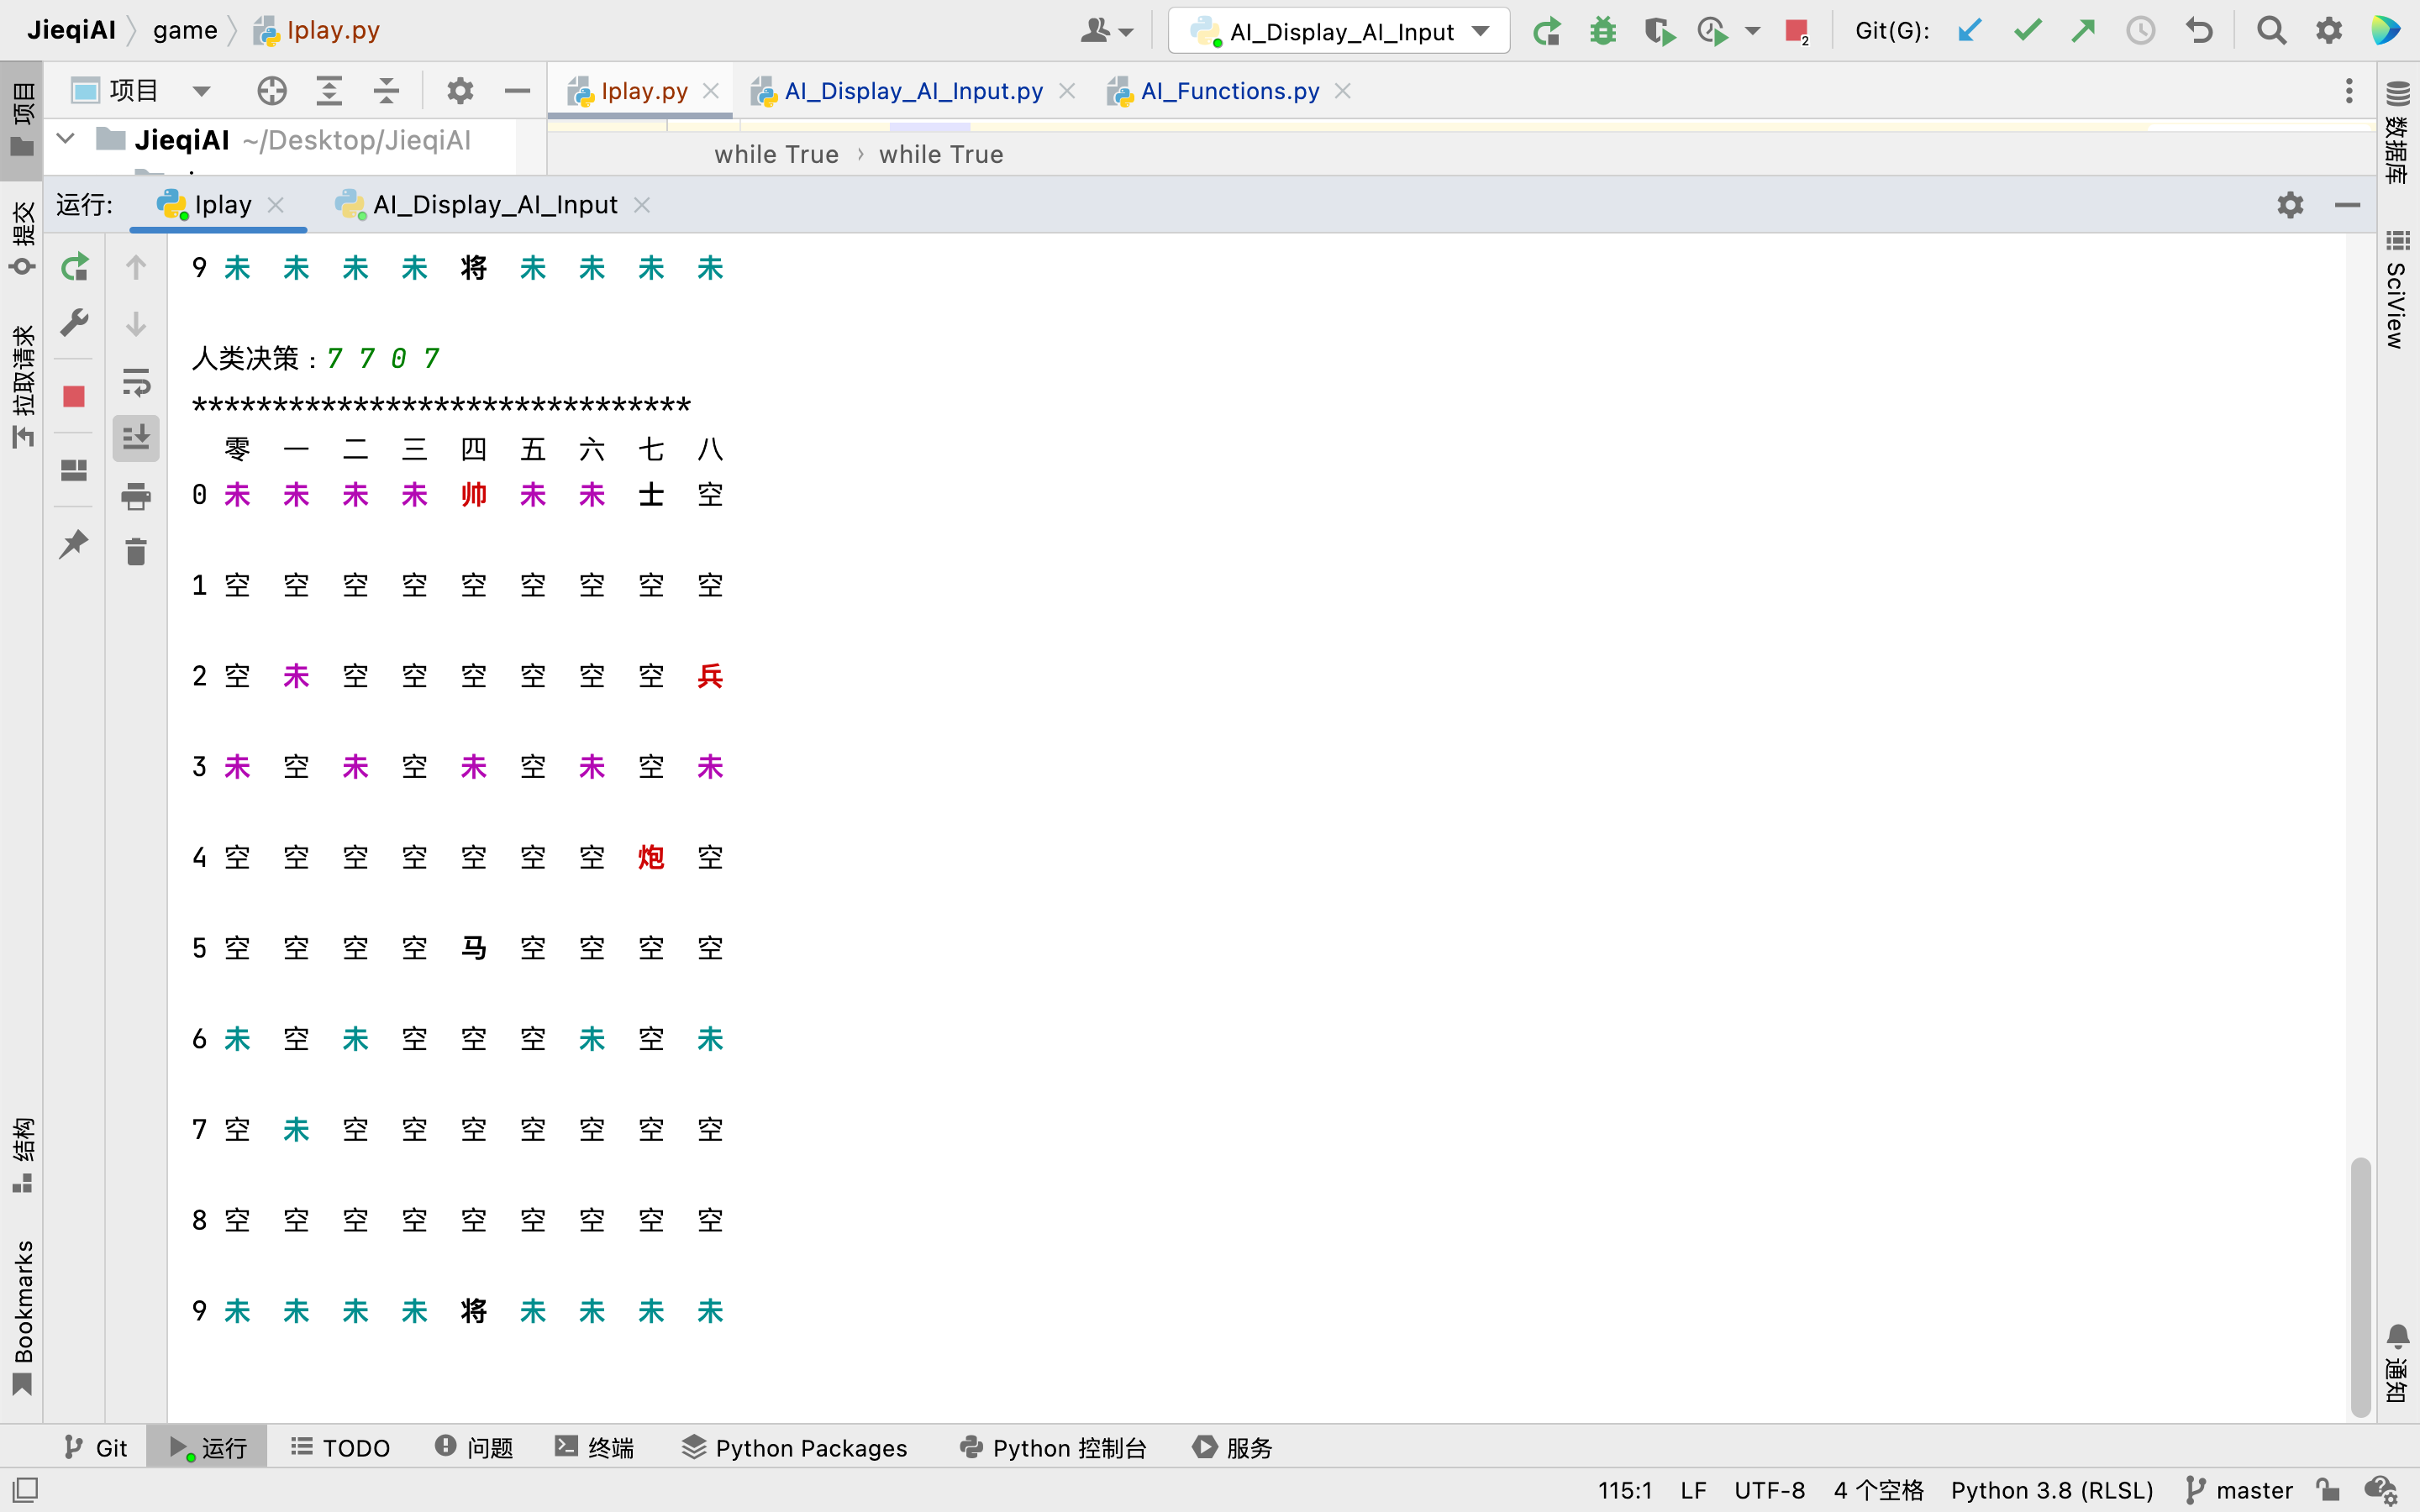 JieqiAI game Iplay.py AI_Display_AI_Input 2 Git(G):
项目 Iplay.py AI_Display_AI_Input.py AI_Functions.py
JieqiAI ~/Desktop/JieqiAI
while True › while True
运行: Iplay AI_Display_AI_Input
9 未 未 未 未 将 未 未 未 未
人类决策：7 7 0 7
*******************************
零 一 二 三 四 五 六 七 八
0 未 未 未 未 帅 未 未 士 空
1 空 空 空 空 空 空 空 空 空
2 空 未 空 空 空 空 空 空 兵
3 未 空 未 空 未 空 未 空 未
4 空 空 空 空 空 空 空 炮 空
5 空 空 空 空 马 空 空 空 空
6 未 空 未 空 空 空 未 空 未
7 空 未 空 空 空 空 空 空 空
8 空 空 空 空 空 空 空 空 空
9 未 未 未 未 将 未 未 未 未
项目
提交
拉取请求
结构
Bookmarks
数据库
SciView
通知
Git 运行 TODO 问题 终端 Python Packages Python 控制台 服务
115:1 LF UTF-8 4 个空格 Python 3.8 (RLSL) master